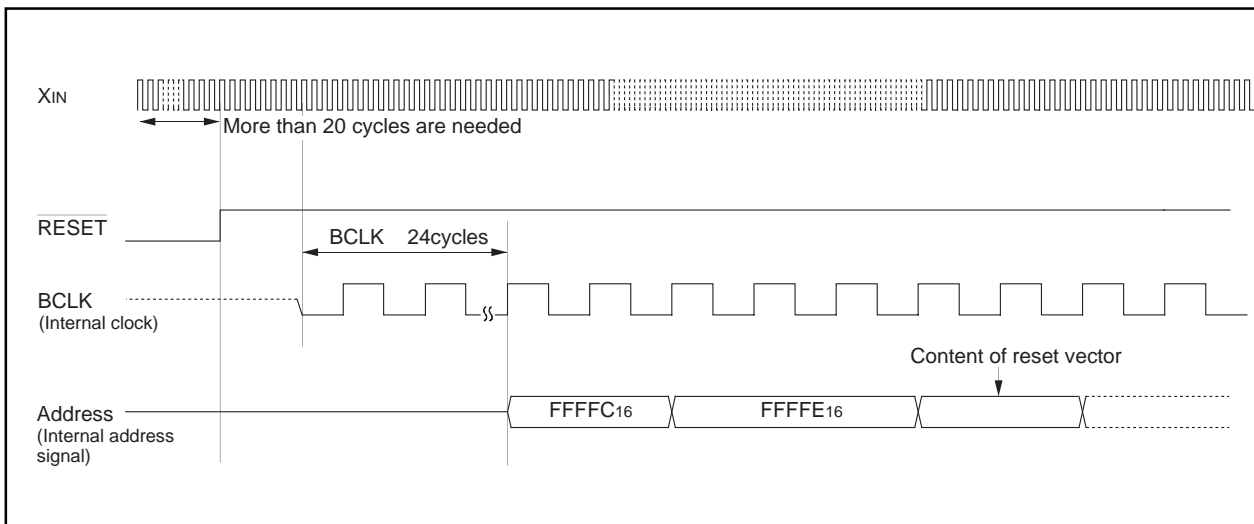 XIN
More than 20 cycles are needed
RESET
BCLK 24cycles
BCLK
(Internal clock)
Content of reset vector
Address
(Internal address
signal)
FFFFC16
FFFFE16